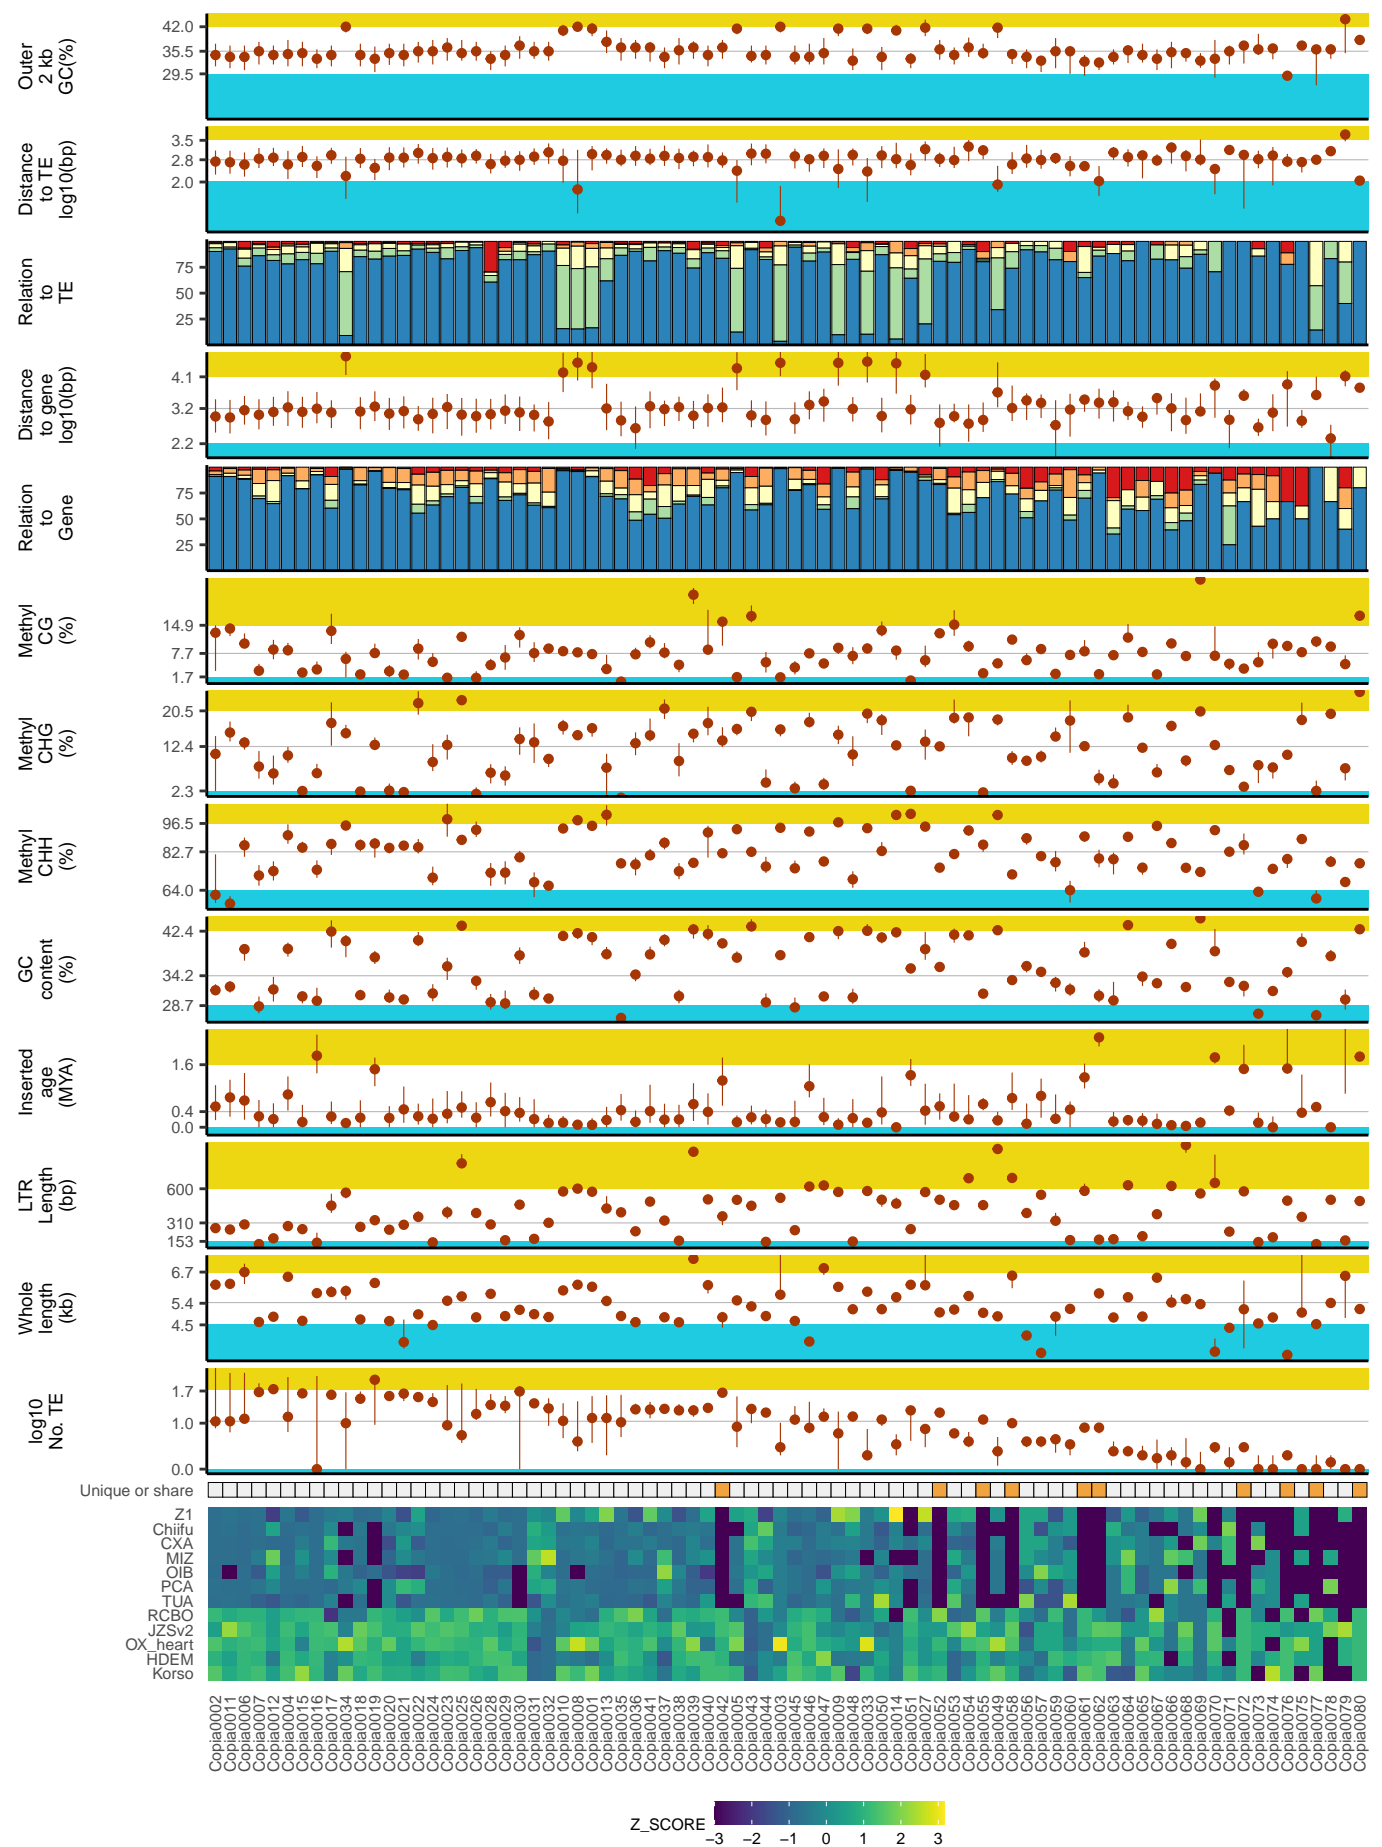 Outer
2 kb
GC(%)
42.0
35.5
29.5
Distance
to TE
log10(bp)
3.5
2.8
2.0
Relation
to
TE
75
50
25
Distance
to gene
log10(bp)
4.1
3.2
2.2
Relation
to
Gene
75
50
25
Methyl
CG
(%)
14.9
7.7
1.7
Methyl
CHG
(%)
20.5
12.4
2.3
Methyl
CHH
(%)
96.5
82.7
64.0
GC
content
(%)
42.4
34.2
28.7
Inserted
age
(MYA)
1.6
0.4
0.0
LTR
Length
(bp)
600
310
153
Whole
length
(kb)
6.7
5.4
4.5
log10
No. TE
1.7
1.0
0.0
Unique or share
Z1
Chiifu
CXA
MIZ
OIB
PCA
TUA
RCBO
JZSv2
OX_heart
HDEM
Korso
Copia0002
Copia0011
Copia0006
Copia0007
Copia0012
Copia0004
Copia0015
Copia0016
Copia0017
Copia0034
Copia0018
Copia0019
Copia0020
Copia0021
Copia0022
Copia0024
Copia0023
Copia0025
Copia0026
Copia0028
Copia0029
Copia0030
Copia0031
Copia0032
Copia0010
Copia0008
Copia0001
Copia0013
Copia0035
Copia0036
Copia0041
Copia0037
Copia0038
Copia0039
Copia0040
Copia0042
Copia0005
Copia0043
Copia0044
Copia0003
Copia0045
Copia0046
Copia0047
Copia0009
Copia0048
Copia0033
Copia0050
Copia0014
Copia0051
Copia0027
Copia0052
Copia0053
Copia0054
Copia0055
Copia0049
Copia0058
Copia0056
Copia0057
Copia0059
Copia0060
Copia0061
Copia0062
Copia0063
Copia0064
Copia0065
Copia0067
Copia0066
Copia0068
Copia0069
Copia0070
Copia0071
Copia0072
Copia0073
Copia0074
Copia0076
Copia0075
Copia0077
Copia0078
Copia0079
Copia0080
Z_SCORE
−3 −2 −1 0 1 2 3